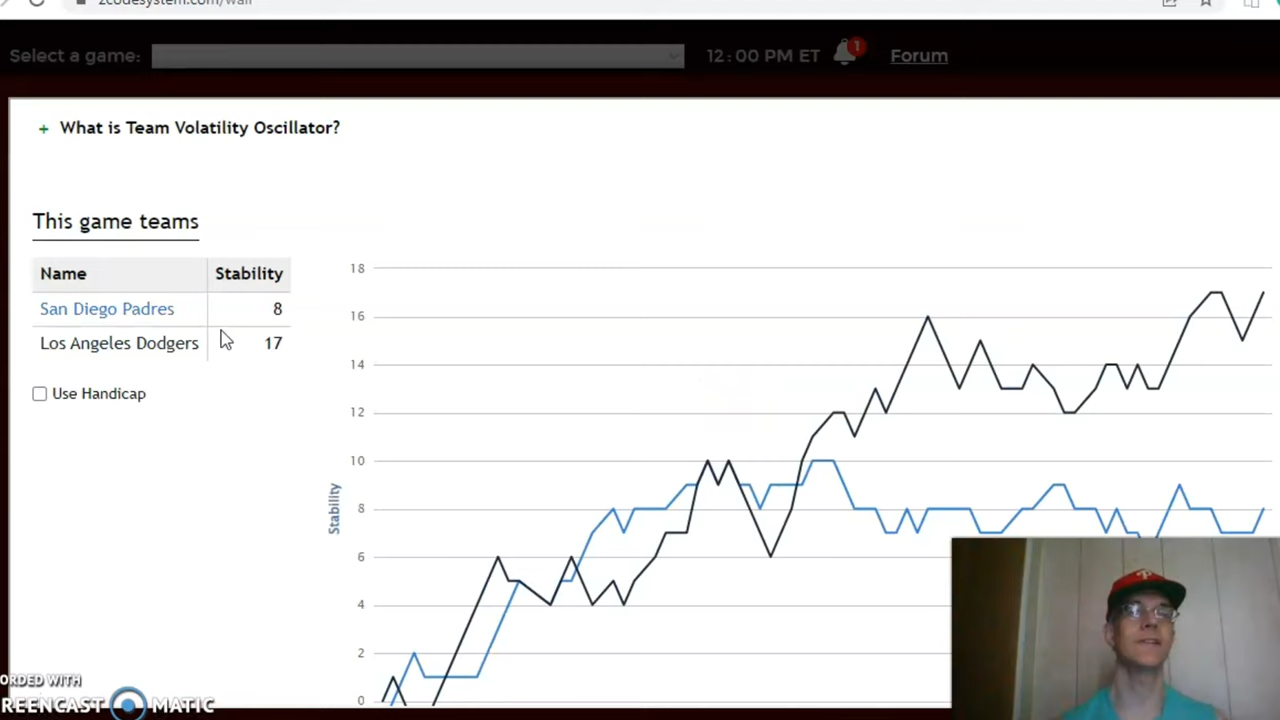 zcodesystem.com/wall
Select a game: 12:00 PM ET 1 Forum
+ What is Team Volatility Oscillator?
This game teams
Name Stability
San Diego Padres 8
Los Angeles Dodgers 17
Use Handicap
18
16
14
12
10
8
6
4
2
0
Stability
T
ORDED WITH
REENCAST MATIC